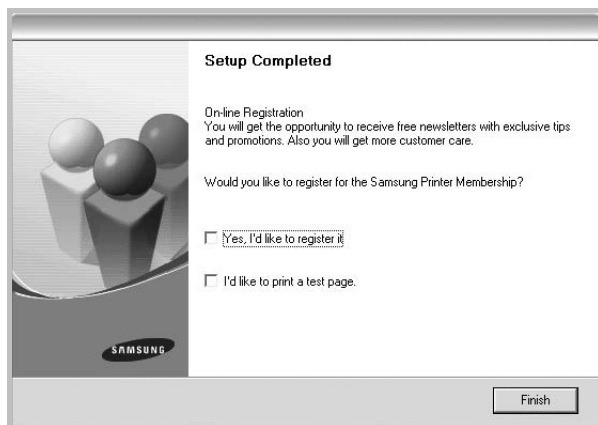 Setup Completed
On-line Registration
You will get the opportunity to receive free newsletters with exclusive tips
and promotions. Also you will get more customer care.
Would you like to register for the Samsung Printer Membership?
Yes, I'd like to register it
I'd like to print a test page.
SAMSUNG
Finish